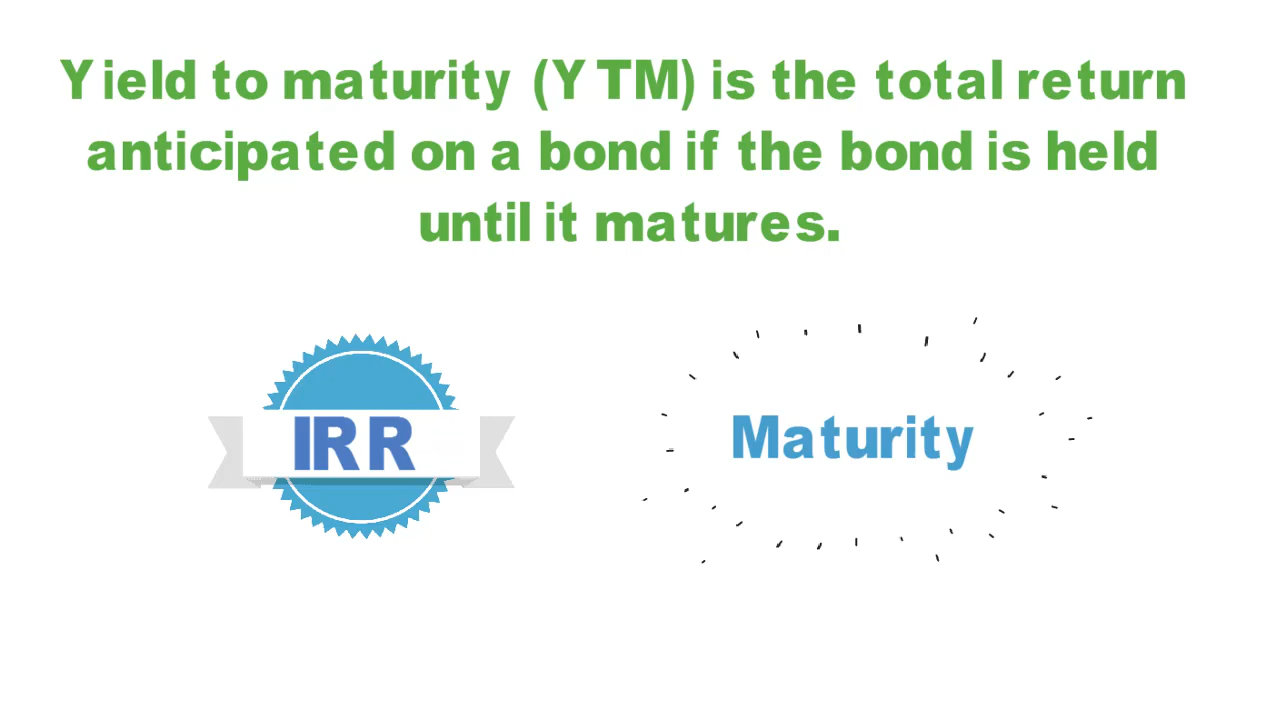 Yield to maturity (YTM) is the total return
anticipated on a bond if the bond is held
until it matures.
IRR
Maturity